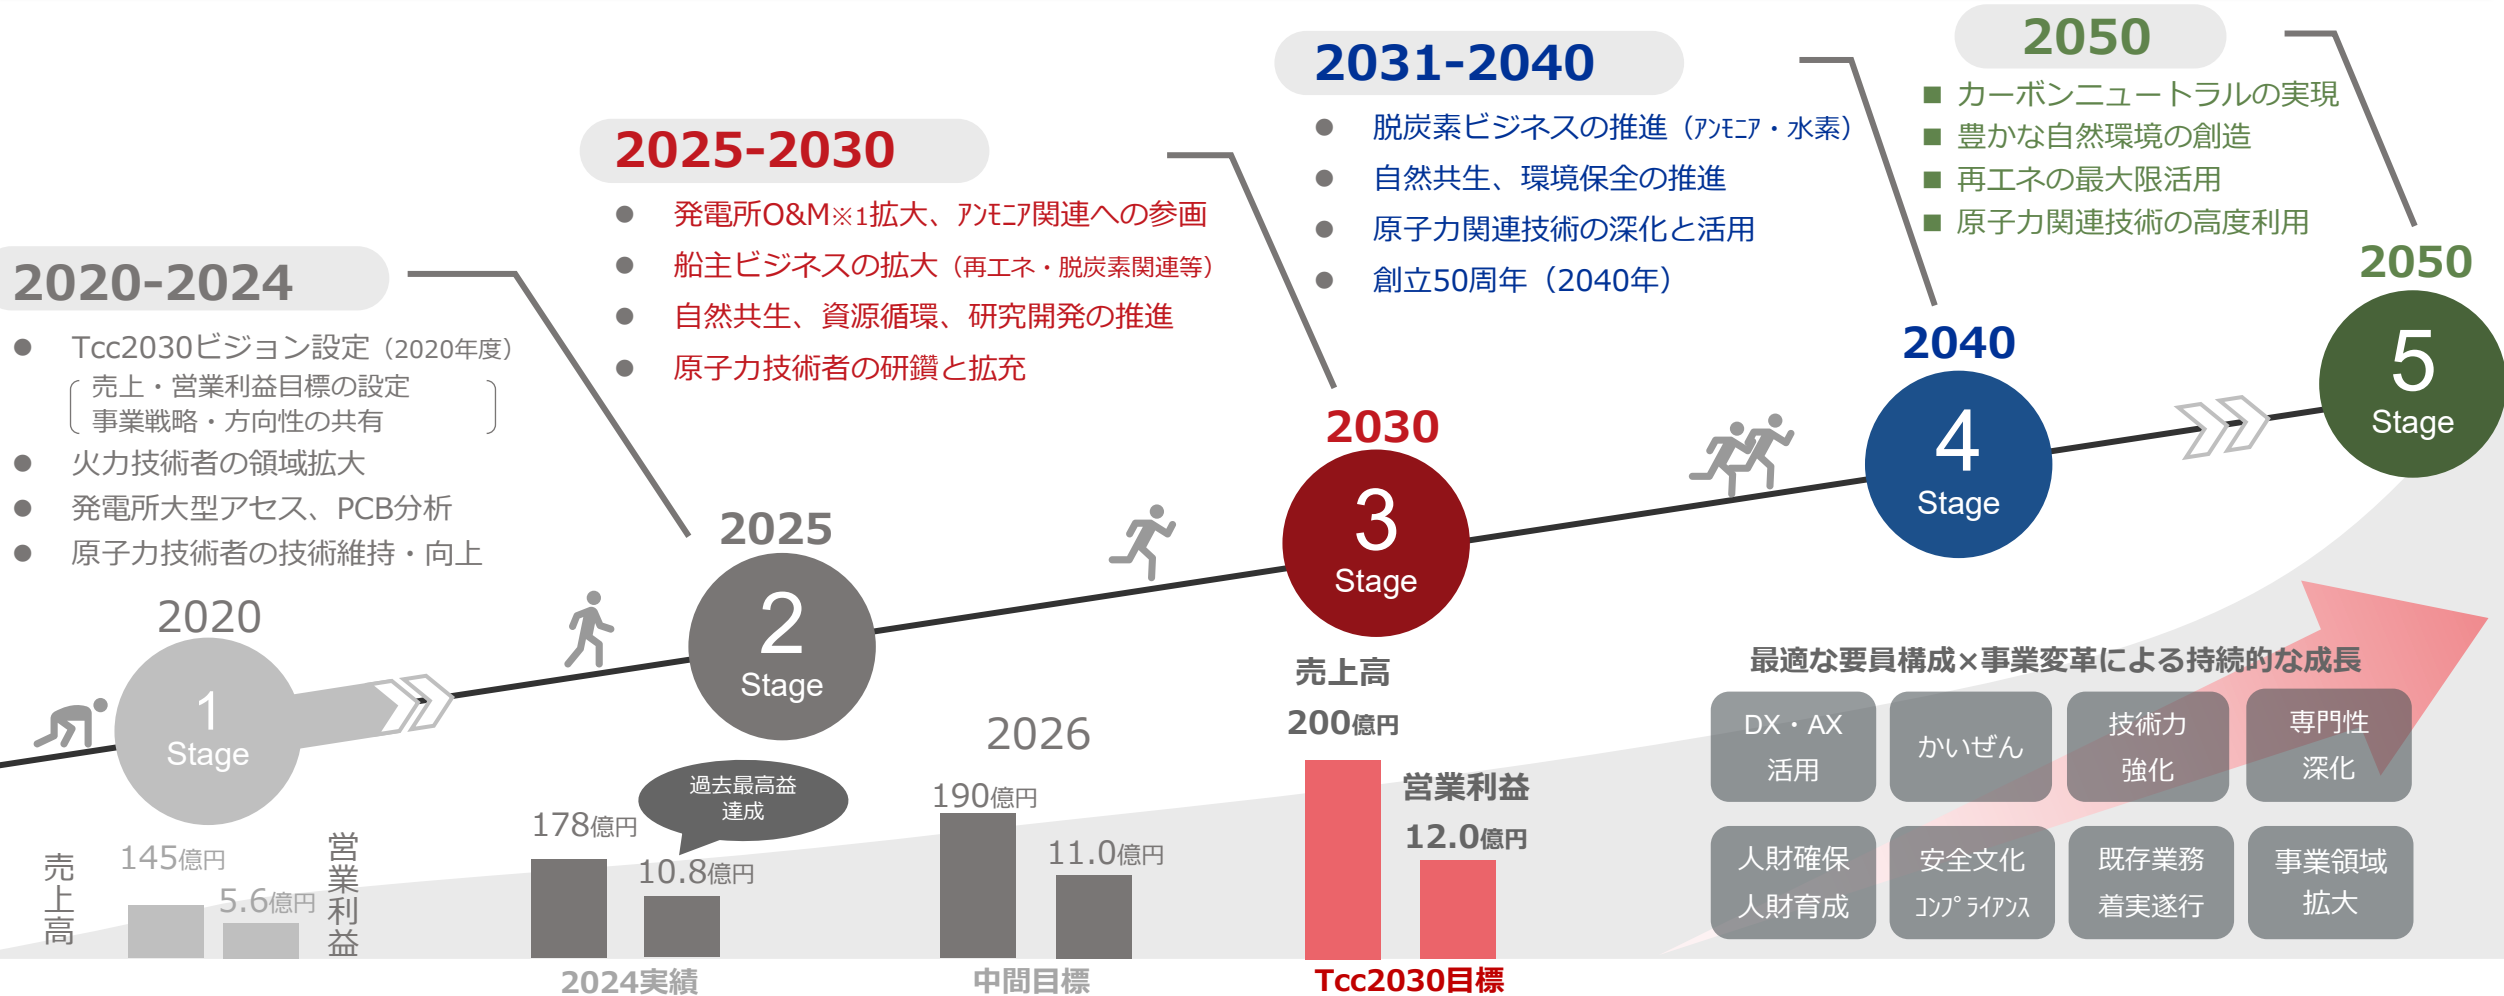 2020-2024
Tcc2030ビジョン設定（2020年度）
売上・営業利益目標の設定
事業戦略・方向性の共有
火力技術者の領域拡大
発電所大型アセス、PCB分析
原子力技術者の技術維持・向上
2025-2030
発電所O&M※1拡大、ｱﾝﾓﾆｱ関連への参画
船主ビジネスの拡大（再エネ・脱炭素関連等）
自然共生、資源循環、研究開発の推進
原子力技術者の研鑽と拡充
2031-2040
脱炭素ビジネスの推進（ｱﾝﾓﾆｱ・水素）
自然共生、環境保全の推進
原子力関連技術の深化と活用
創立50周年（2040年）
2050
カーボンニュートラルの実現
豊かな自然環境の創造
再エネの最大限活用
原子力関連技術の高度利用
2020
1
Stage
2025
2
Stage
2030
3
Stage
2040
4
Stage
2050
5
Stage
売上高
145億円
5.6億円
営業利益
178億円
過去最高益
達成
10.8億円
2024実績
2026
190億円
11.0億円
中間目標
売上高
200億円
営業利益
12.0億円
Tcc2030目標
最適な要員構成×事業変革による持続的な成長
DX・AX
活用
かいぜん
技術力
強化
専門性
深化
人財確保
人財育成
安全文化
ｺﾝﾌﾟﾗｲｱﾝｽ
既存業務
着実遂行
事業領域
拡大